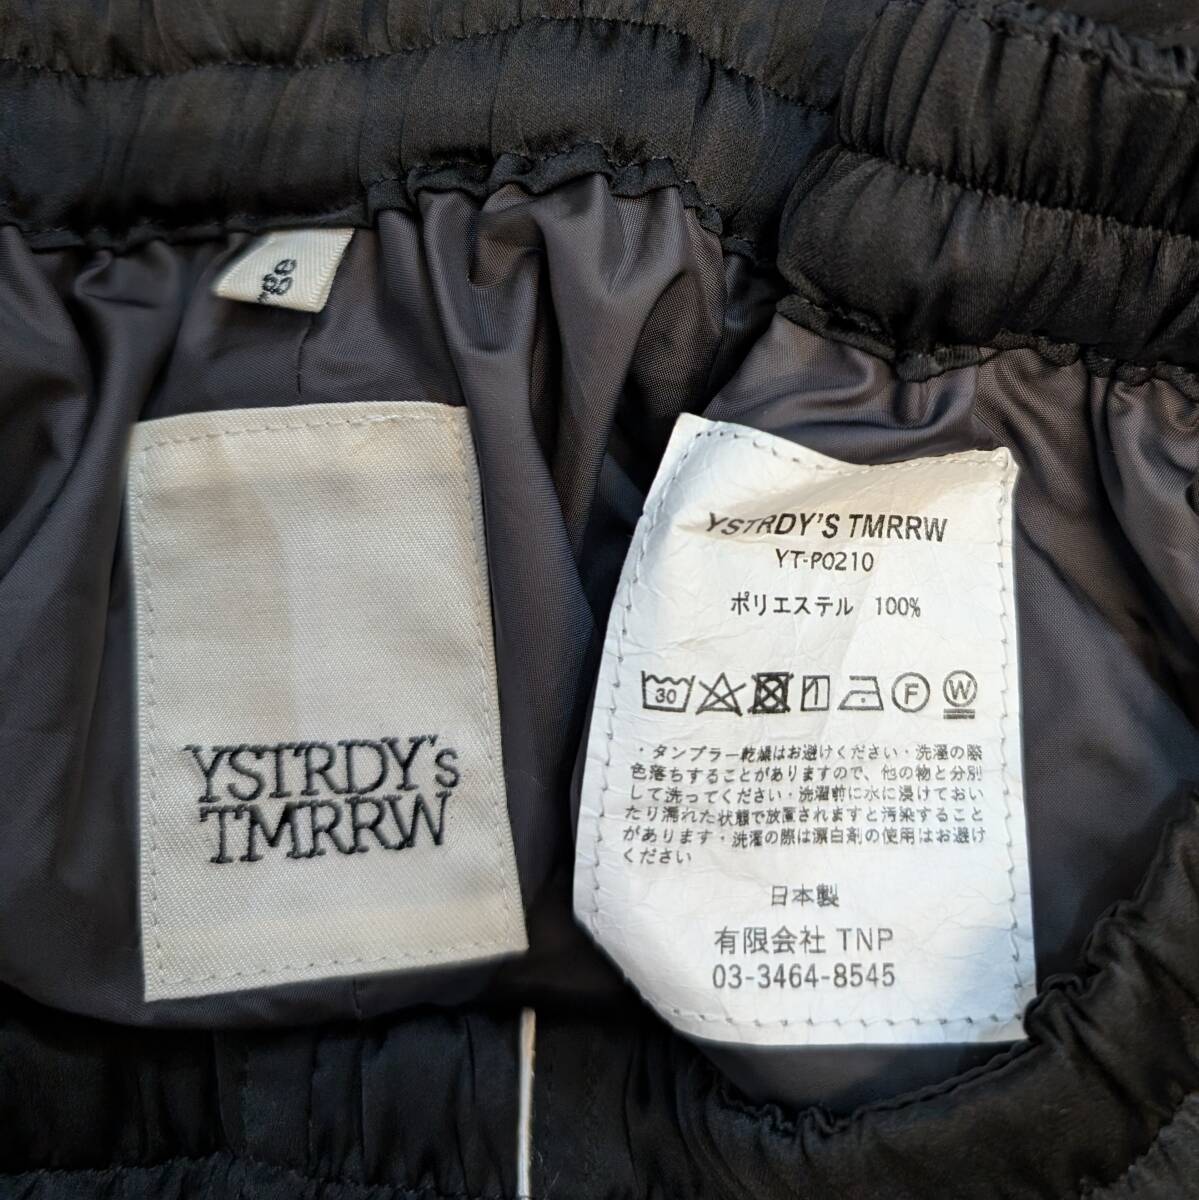 rge
YSTRDY's
TMRRW
YSTRDY'S TMRRW
YT-P0210
ポリエステル 100%
30 F W
・タンブラー乾燥はお避けください・洗濯の際
色落ちすることがありますので、他の物と分別
して洗ってください・洗濯前に水に浸けておい
たり濡れた状態で放置されますと汚染すること
があります・洗濯の際は漂白剤の使用はお避け
ください
日本製
有限会社 TNP
03-3464-8545